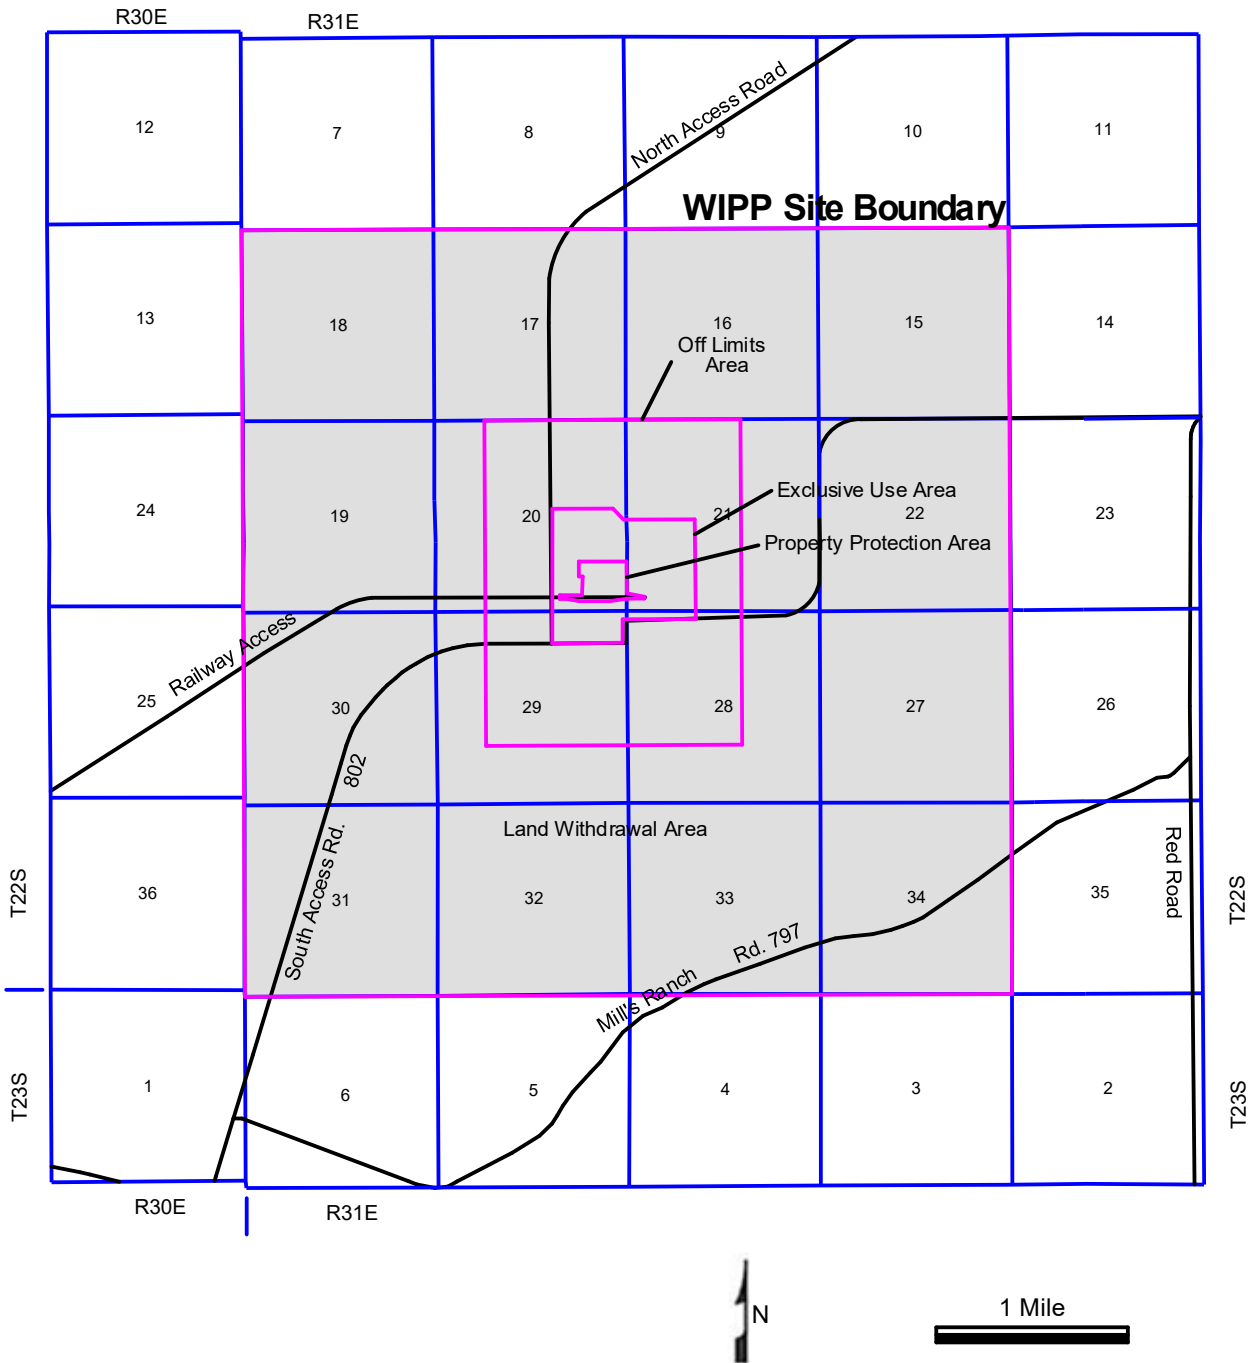 R30E
R31E
12
7
8
9
10
11
North Access Road
WIPP Site Boundary
13
18
17
16
15
14
Off Limits
Area
24
19
20
21
22
23
Exclusive Use Area
Property Protection Area
Railway Access
25
30
29
28
27
26
802
Land Withdrawal Area
South Access Rd.
Red Road
T22S
36
31
32
33
34
35
T22S
Mill's Ranch
Rd. 797
T23S
1
6
5
4
3
2
T23S
R30E
R31E
N
1 Mile